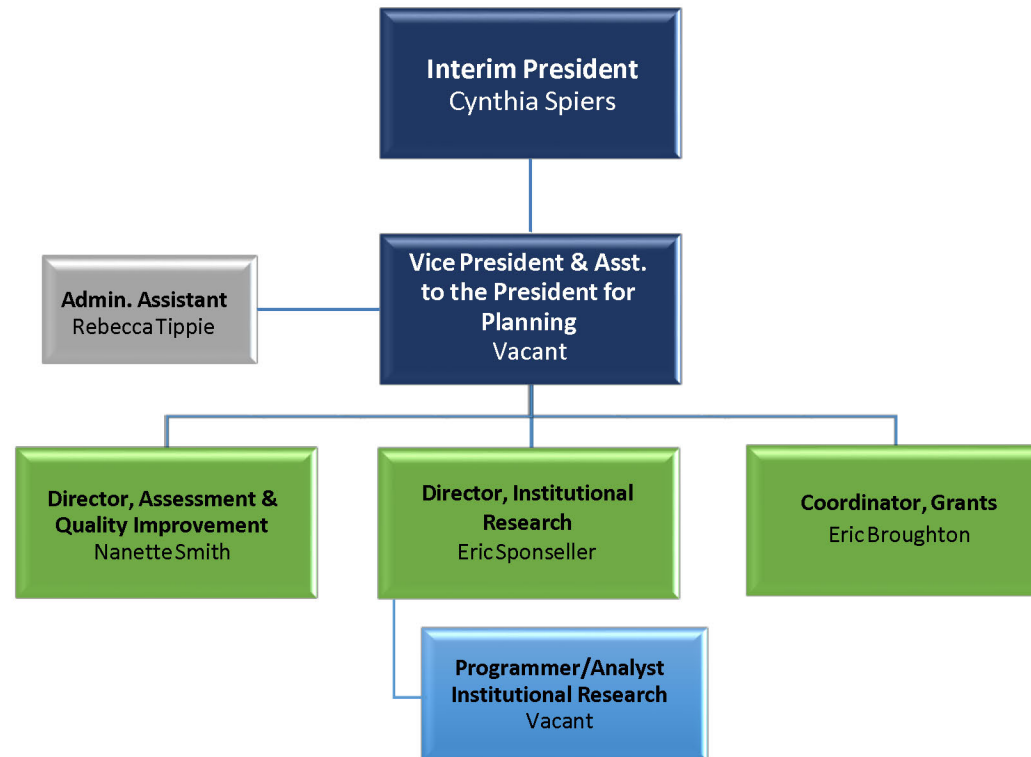 Interim President
Cynthia Spiers
Vice President & Asst.
to the President for
Planning
Vacant
Admin. Assistant
Rebecca Tippie
Director, Assessment &
Quality Improvement
Nanette Smith
Director, Institutional
Research
Eric Sponseller
Coordinator, Grants
Eric Broughton
Programmer/Analyst
Institutional Research
Vacant